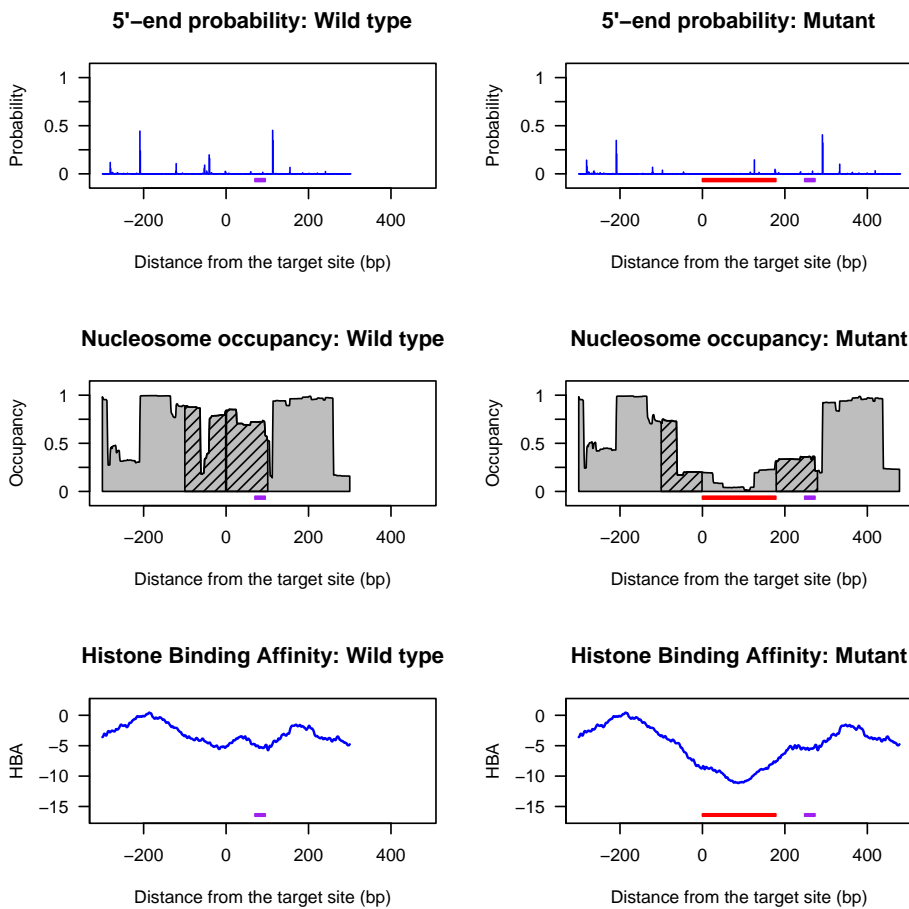 5'−end probability: Wild type
Probability
1
0.5
0
−200 0 200 400
Distance from the target site (bp)
5'−end probability: Mutant
Probability
1
0.5
0
−200 0 200 400
Distance from the target site (bp)
Nucleosome occupancy: Wild type
Occupancy
1
0.5
0
−200 0 200 400
Distance from the target site (bp)
Nucleosome occupancy: Mutant
Occupancy
1
0.5
0
−200 0 200 400
Distance from the target site (bp)
Histone Binding Affinity: Wild type
HBA
0
−5
−10
−15
−200 0 200 400
Distance from the target site (bp)
Histone Binding Affinity: Mutant
HBA
0
−5
−10
−15
−200 0 200 400
Distance from the target site (bp)